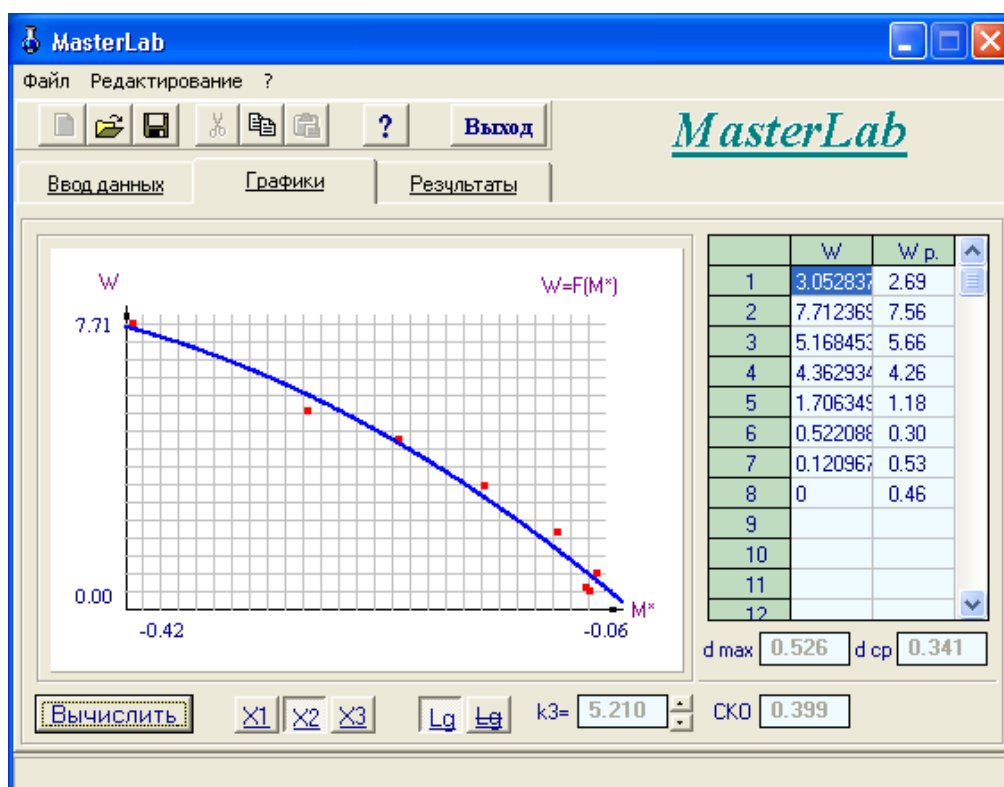 MasterLab
Файл Редактирование ?
? Выход
MasterLab
Ввод данных Графики Результаты
W W=F(M*)
7.71
0.00
-0.42 -0.06 M*
W W p.
1 3.052837 2.69
2 7.712369 7.56
3 5.168453 5.66
4 4.362934 4.26
5 1.706349 1.18
6 0.522088 0.30
7 0.120967 0.53
8 0 0.46
9
10
11
12
d max 0.526 d cp 0.341
Вычислить X1 X2 X3 Lg Lg k3= 5.210 СКО 0.399